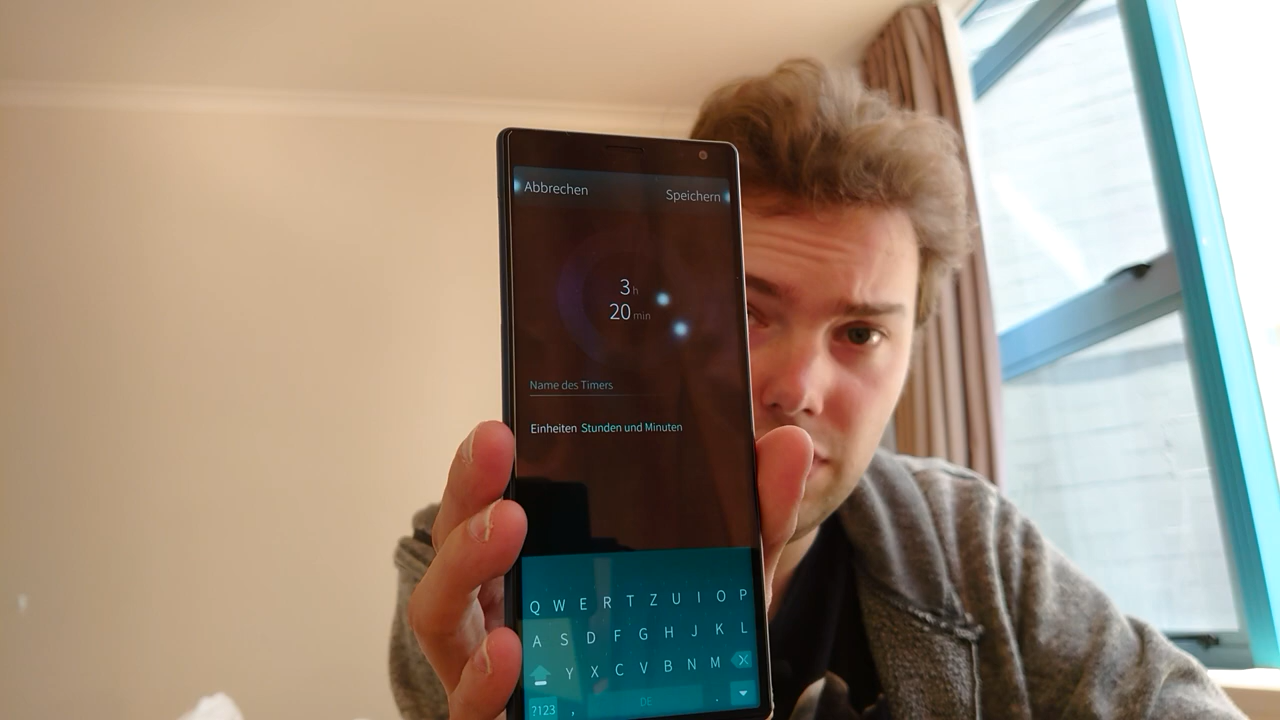 Abbrechen Speichern
3 h
20 min
Name des Timers
Einheiten Stunden und Minuten
Q W E R T Z U I O P
A S D F G H J K L
Y X C V B N M
?123 , DE .